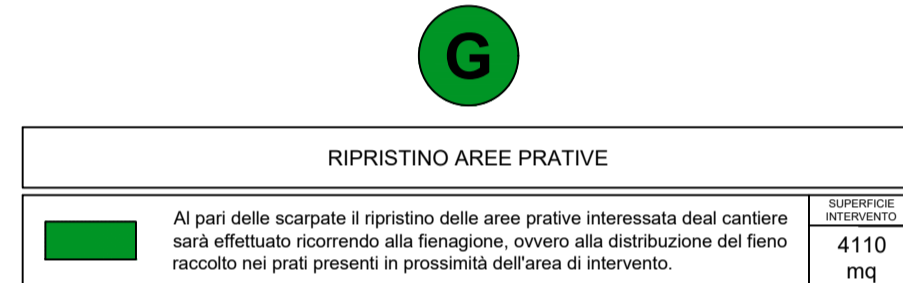 G
RIPRISTINO AREE PRATIVE
Al pari delle scarpate il ripristino delle aree prative interessata deal cantiere
sarà effettuato ricorrendo alla fienagione, ovvero alla distribuzione del fieno
raccolto nei prati presenti in prossimità dell'area di intervento.
SUPERFICIE
INTERVENTO
4110
mq